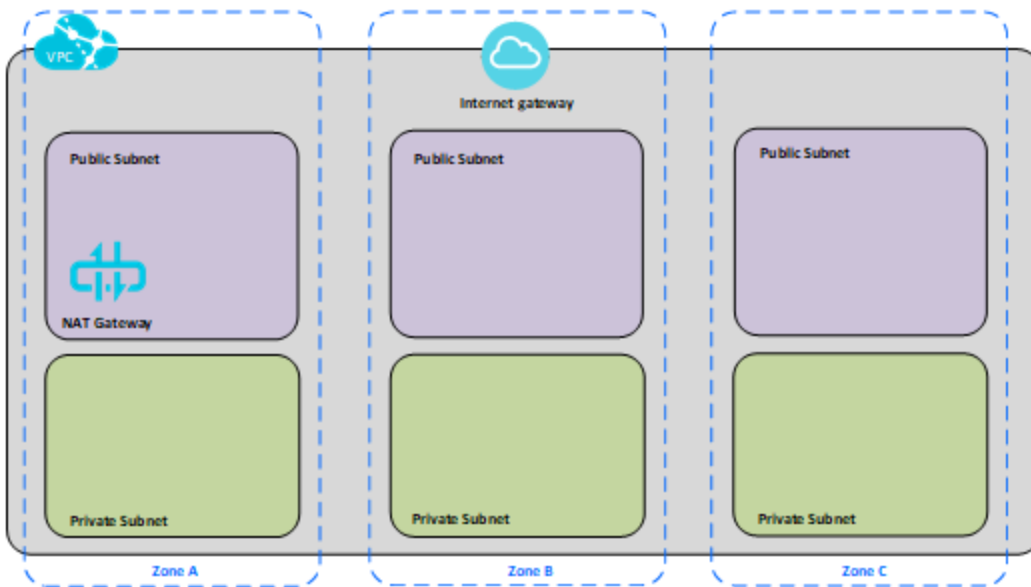 VPC
Internet gateway
Public Subnet
Public Subnet
Public Subnet
NAT Gateway
Private Subnet
Private Subnet
Private Subnet
Zone A
Zone B
Zone C